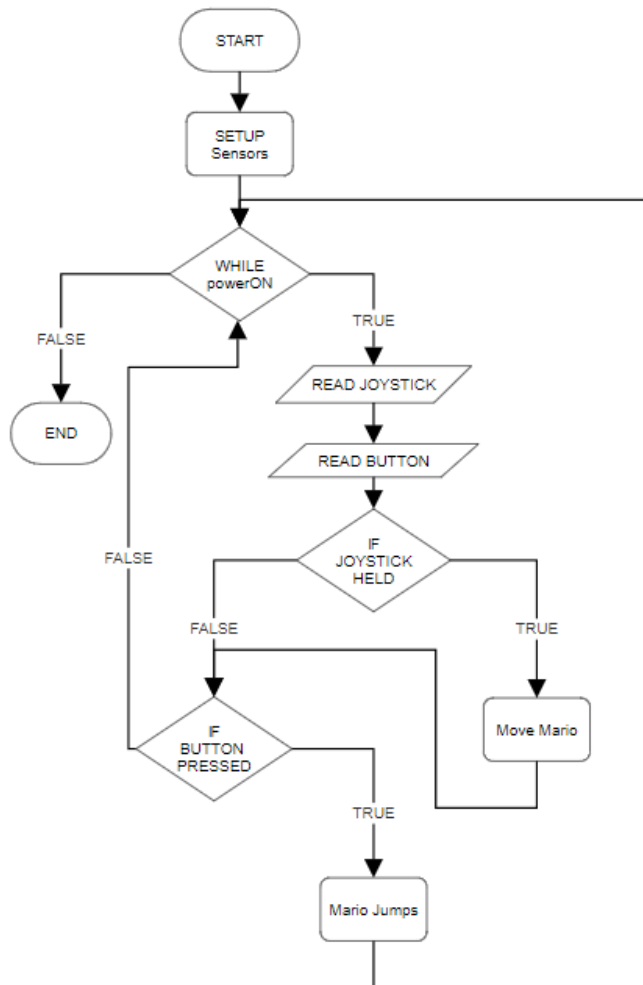 START
SETUP
Sensors
WHILE
powerON
FALSE
TRUE
END
READ JOYSTICK
READ BUTTON
IF
JOYSTICK
HELD
FALSE
FALSE
TRUE
IF
BUTTON
PRESSED
Move Mario
TRUE
Mario Jumps